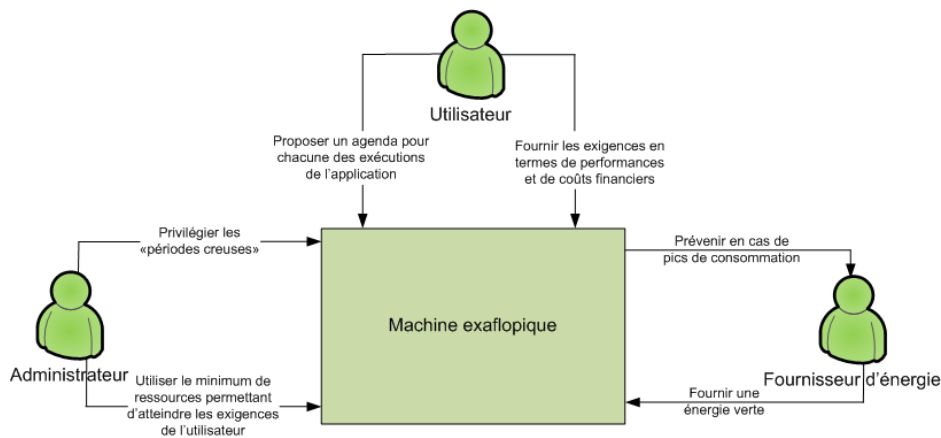 Utilisateur
Proposer un agenda pour
chacune des exécutions
de l'application
Fournir les exigences en
termes de performances
et de coûts financiers
Privilégier les
«périodes creuses»
Prévenir en cas de
pics de consommation
Machine exaflopique
Administrateur
Fournisseur d'énergie
Utiliser le minimum de
ressources permettant
d'atteindre les exigences
de l'utilisateur
Fournir une
énergie verte